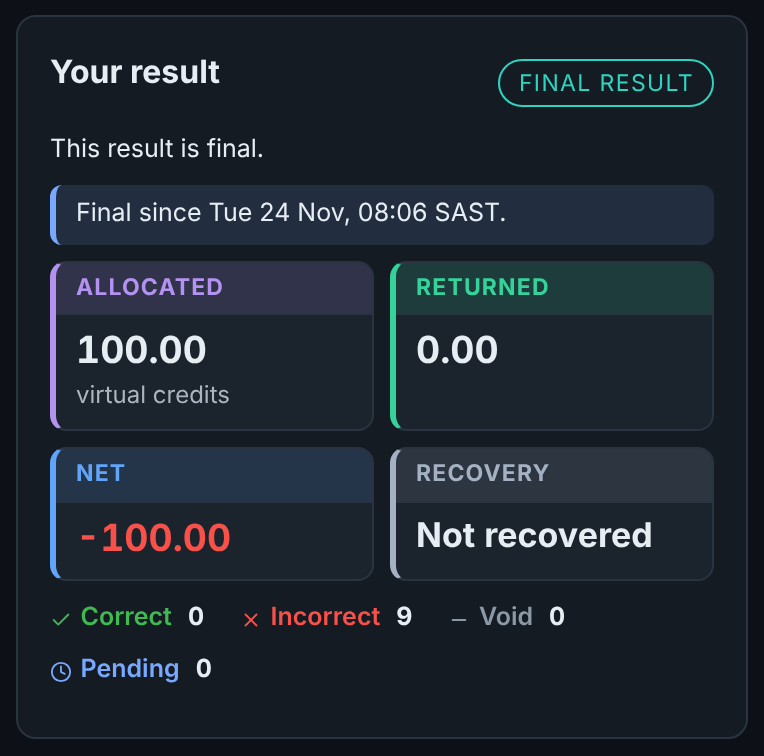 Your result
FINAL RESULT
This result is final.
Final since Tue 24 Nov, 08:06 SAST.
ALLOCATED
100.00
virtual credits
RETURNED
0.00
NET
-100.00
RECOVERY
Not recovered
Correct 0 Incorrect 9 Void 0
Pending 0